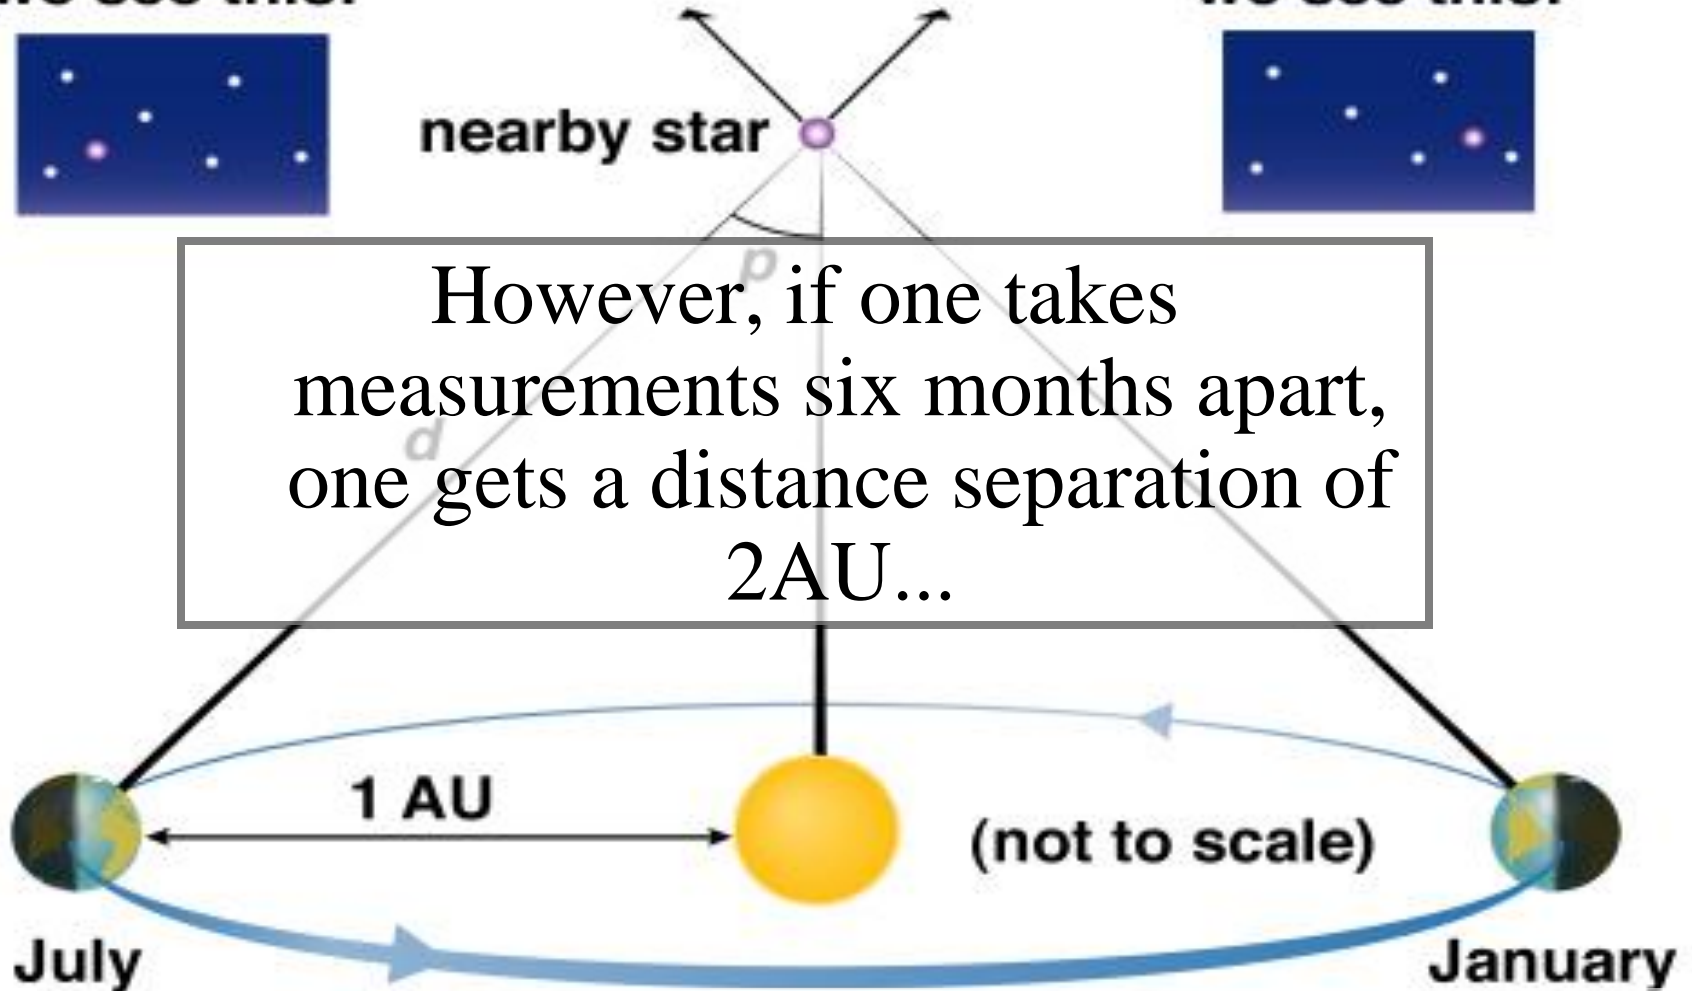 nearby star
p
However, if one takes
measurements six months apart,
one gets a distance separation of
2AU...
d
1 AU
(not to scale)
July
January